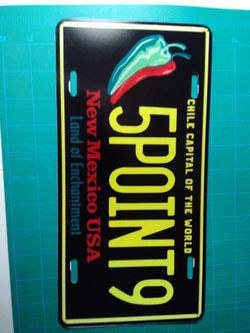 CHILE CAPITAL OF THE WORLD
5POINT9
New Mexico USA
Land of Enchantment